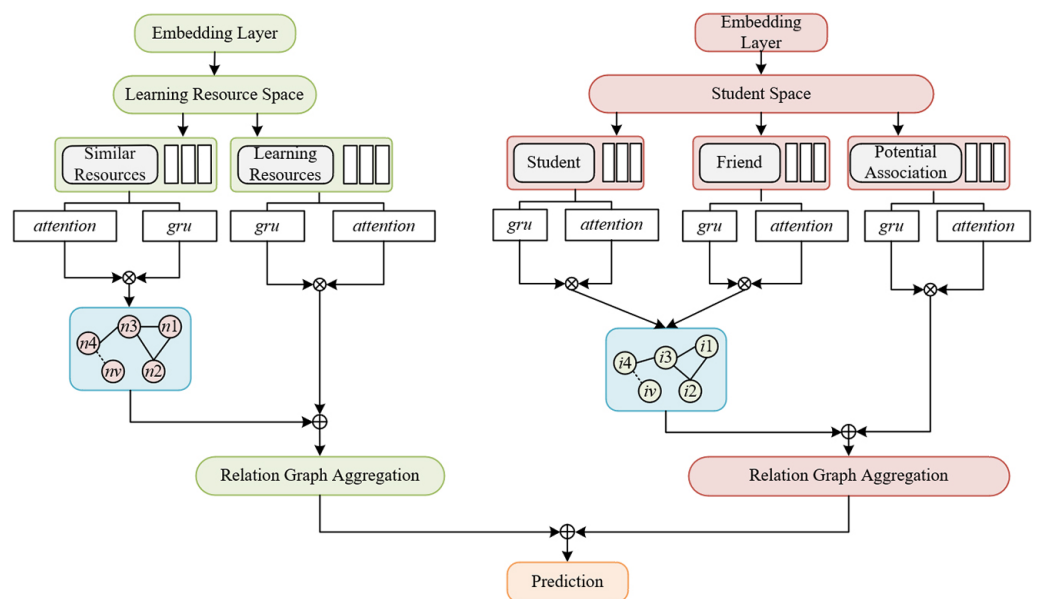 Embedding Layer
Learning Resource Space
Similar
Resources
Learning
Resources
attention
gru
gru
attention
n3
n1
n4
nv
n2
Relation Graph Aggregation
Embedding
Layer
Student Space
Student
Friend
Potential
Association
gru
attention
gru
attention
gru
attention
i1
i3
i4
iv
i2
Relation Graph Aggregation
Prediction